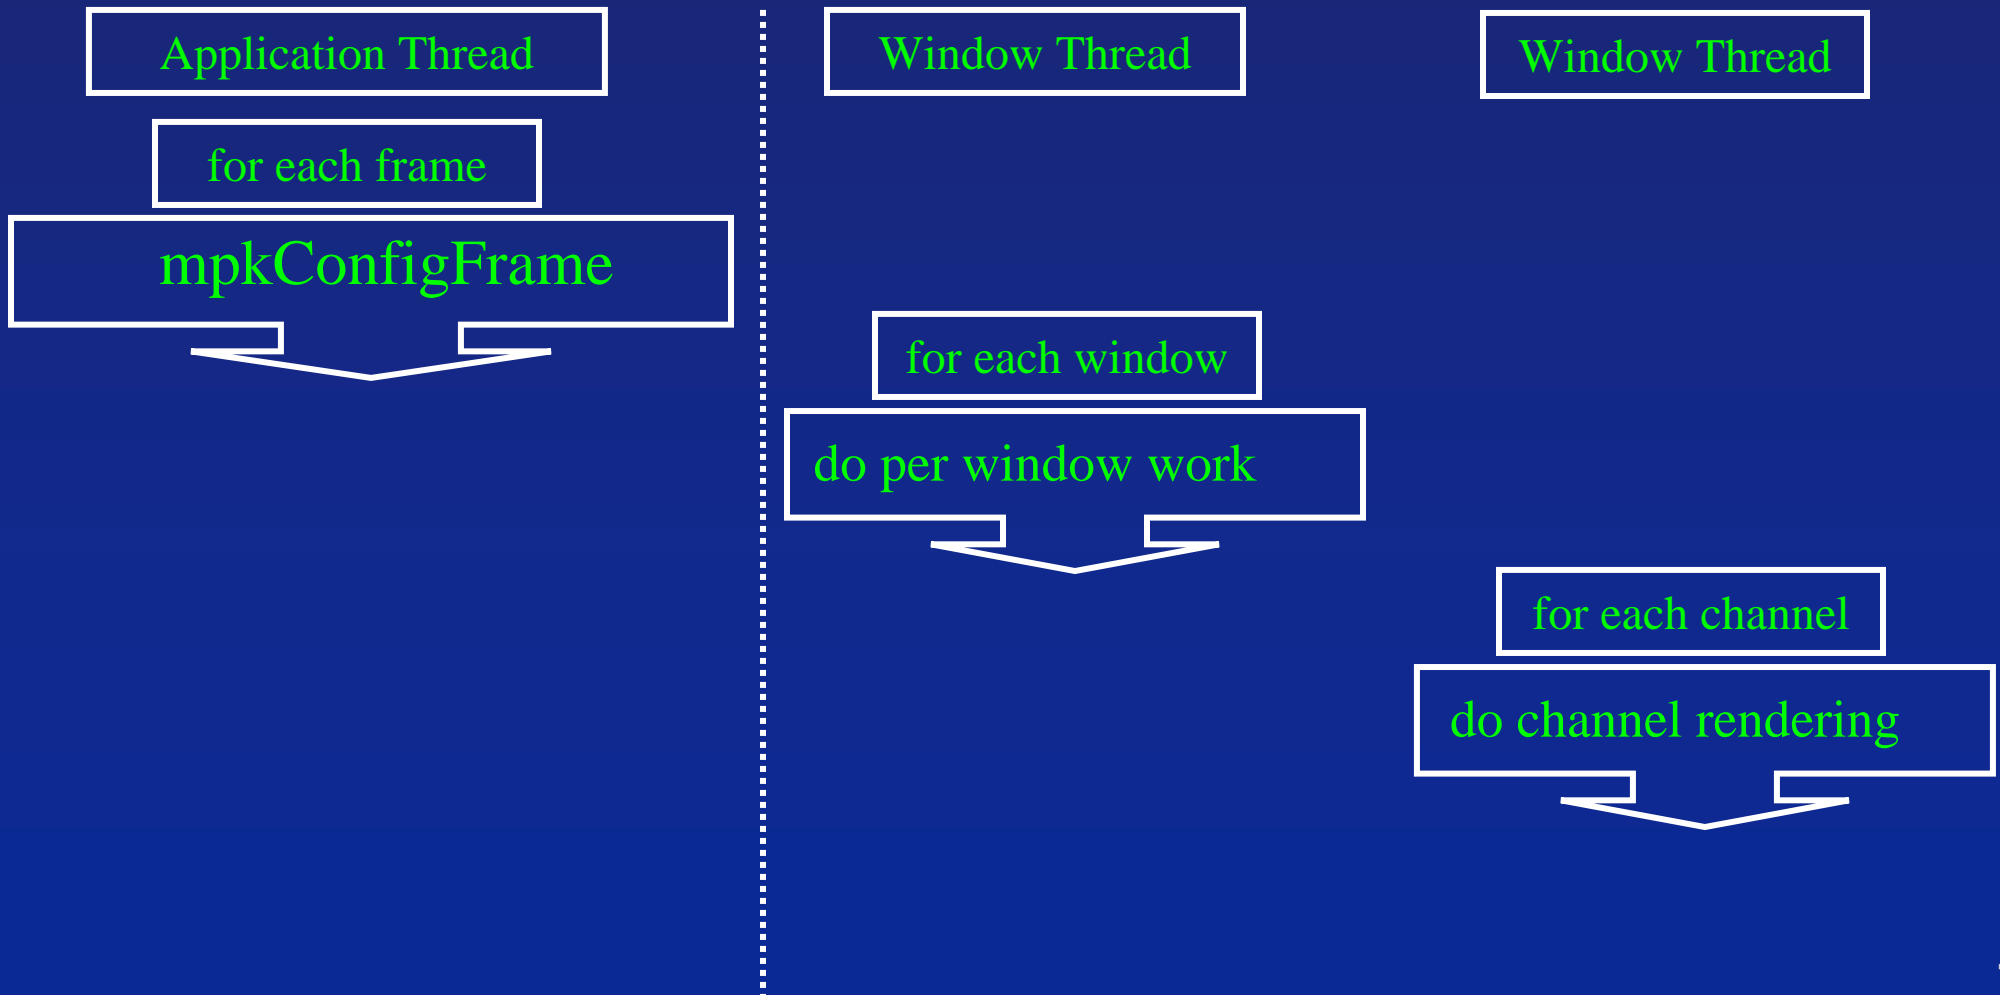 Application Thread
for each frame
mpkConfigFrame
Window Thread
for each window
do per window work
Window Thread
for each channel
do channel rendering